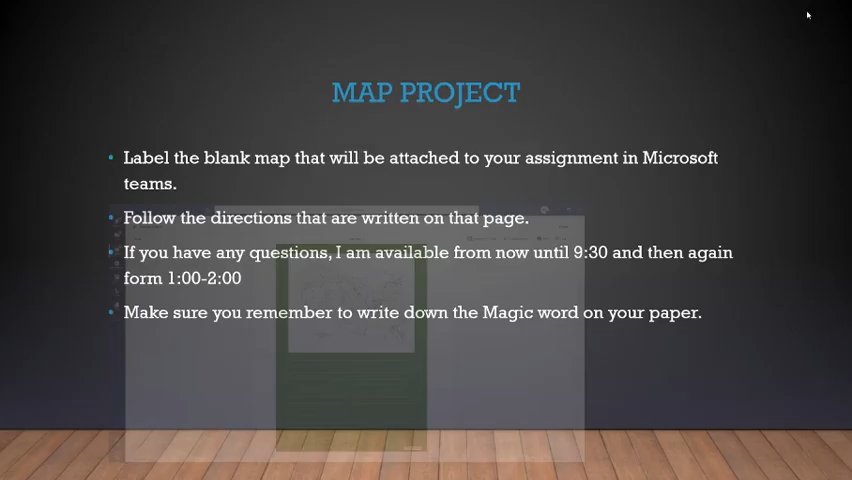 MAP PROJECT
• Label the blank map that will be attached to your assignment in Microsoft
teams.
• Follow the directions that are written on that page.
• If you have any questions, I am available from now until 9:30 and then again
form 1:00-2:00
• Make sure you remember to write down the Magic word on your paper.